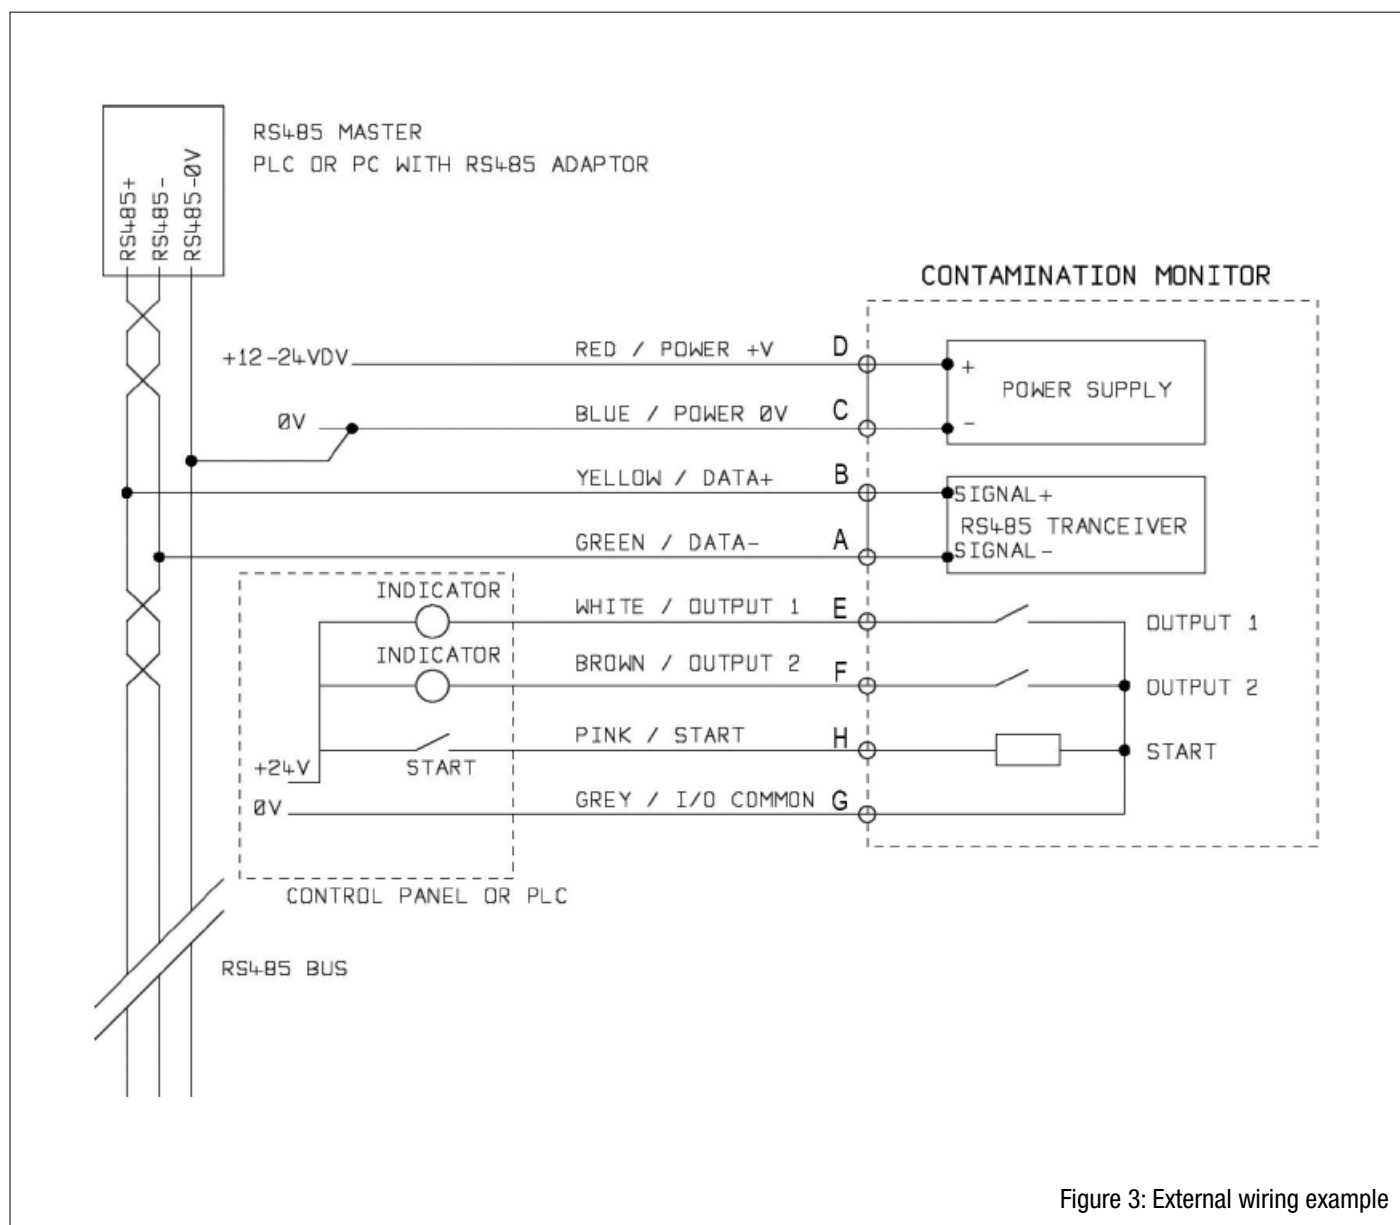 RS485 MASTER
PLC OR PC WITH RS485 ADAPTOR
RS485+
RS485-
RS485-0V
CONTAMINATION MONITOR
+12-24VDV
RED / POWER +V
D
+
POWER SUPPLY
0V
BLUE / POWER 0V
C
-
YELLOW / DATA+
B
SIGNAL+
RS485 TRANCEIVER
GREEN / DATA-
A
SIGNAL-
INDICATOR
WHITE / OUTPUT 1
E
OUTPUT 1
INDICATOR
BROWN / OUTPUT 2
F
OUTPUT 2
START
PINK / START
H
START
+24V
0V
GREY / I/O COMMON
G
CONTROL PANEL OR PLC
RS485 BUS
Figure 3: External wiring example